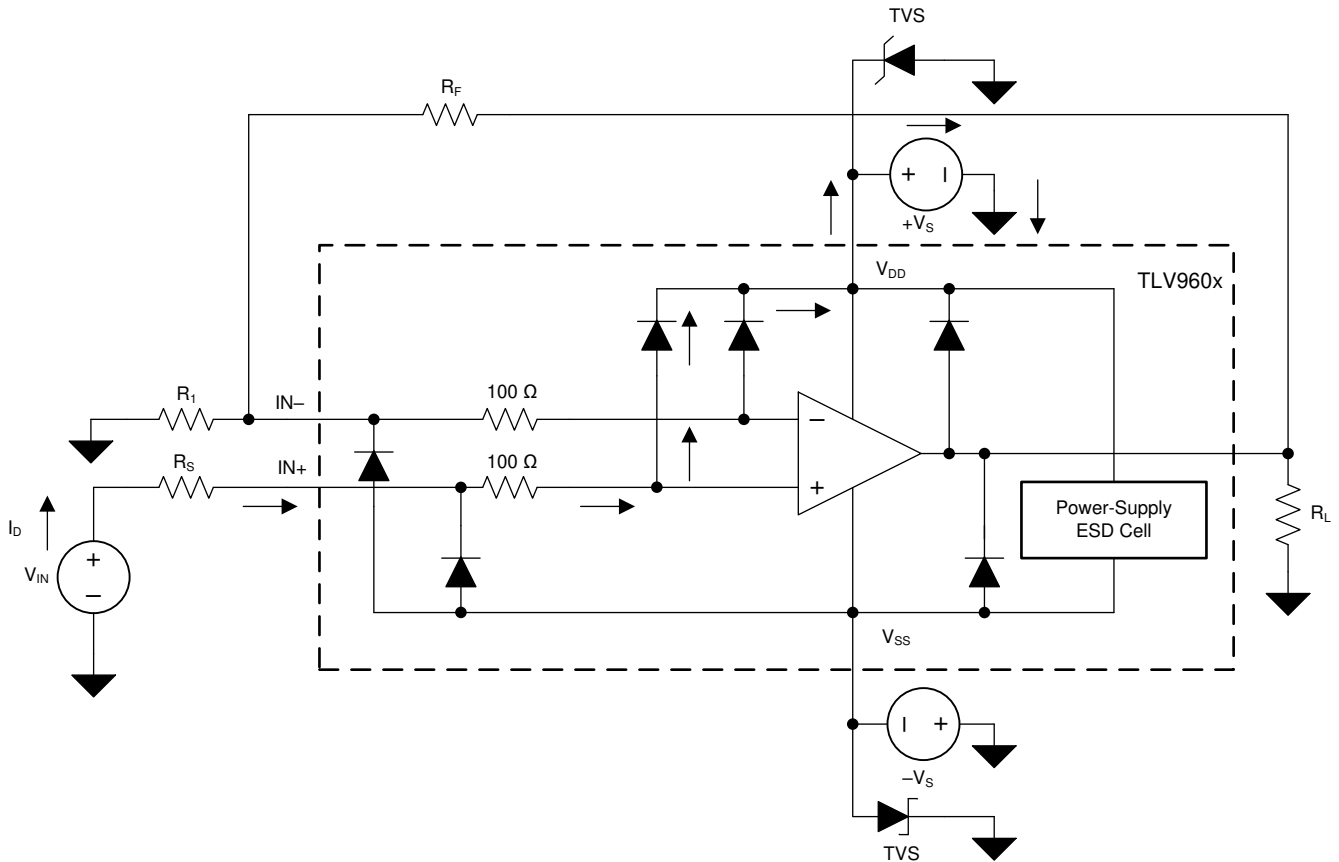 TVS
R_F
+ –
+V_S
V_DD
TLV960x
R_1
IN–
100 Ω
–
R_S
IN+
100 Ω
+
Power-Supply
ESD Cell
R_L
I_D
V_IN
+
–
V_SS
– +
–V_S
TVS